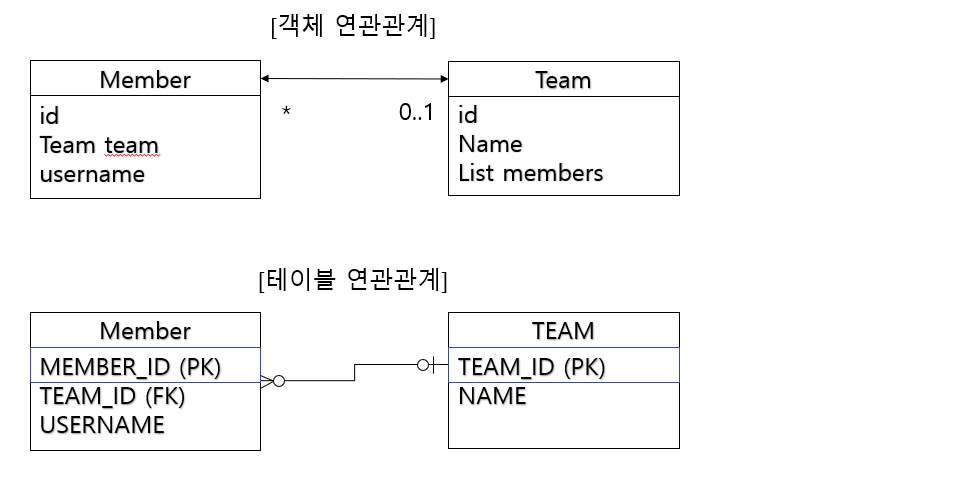 [객체 연관관계]
Member
Team
id
Team team
username
*
0..1
id
Name
List members
[테이블 연관관계]
Member
TEAM
MEMBER_ID (PK)
TEAM_ID (FK)
USERNAME
TEAM_ID (PK)
NAME